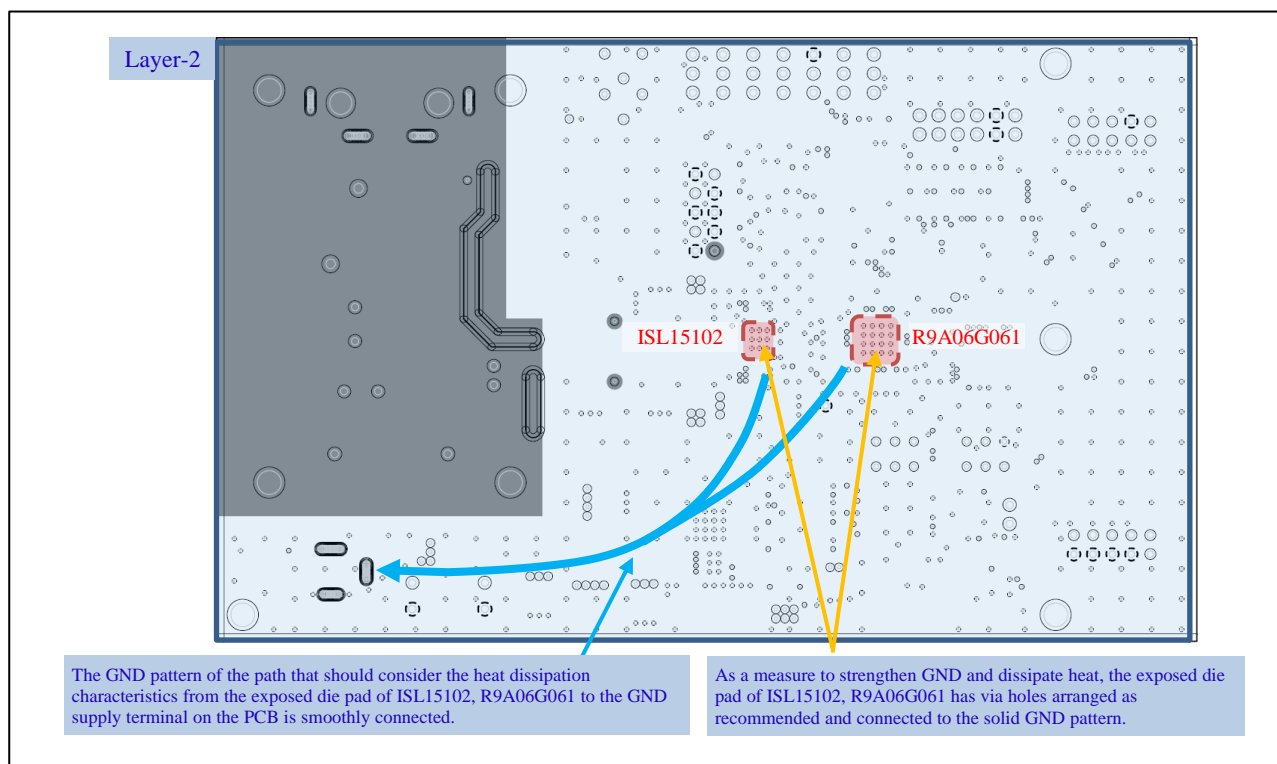 Layer-2
ISL15102
R9A06G061
The GND pattern of the path that should consider the heat dissipation
characteristics from the exposed die pad of ISL15102, R9A06G061 to the GND
supply terminal on the PCB is smoothly connected.
As a measure to strengthen GND and dissipate heat, the exposed die
pad of ISL15102, R9A06G061 has via holes arranged as
recommended and connected to the solid GND pattern.